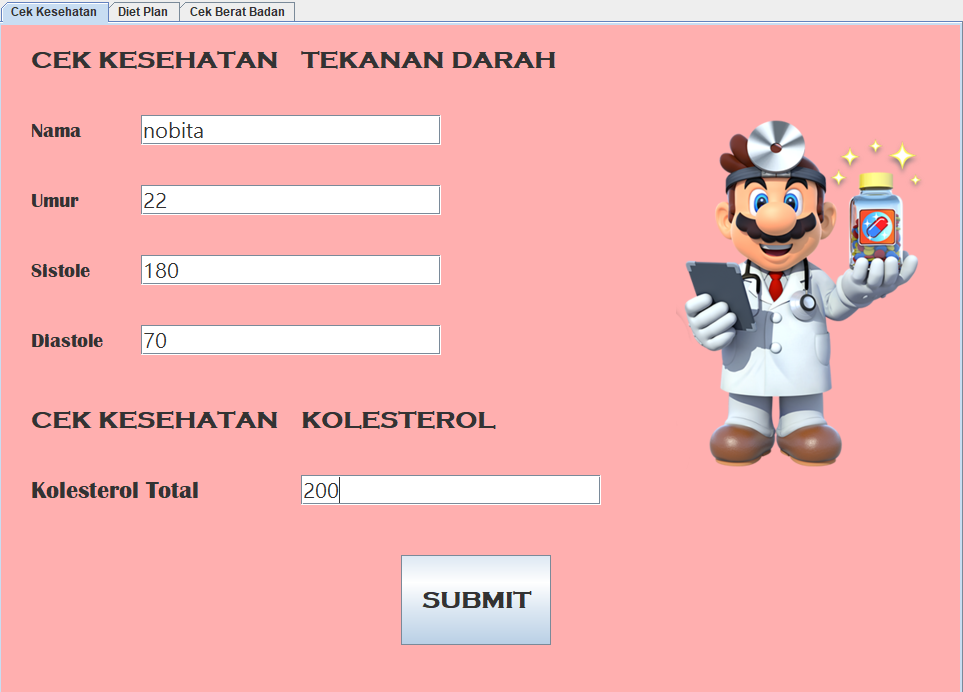 Cek Kesehatan Diet Plan Cek Berat Badan
CEK KESEHATAN TEKANAN DARAH
Nama nobita
Umur 22
Sistole 180
Diastole 70
CEK KESEHATAN KOLESTEROL
Kolesterol Total 200
SUBMIT